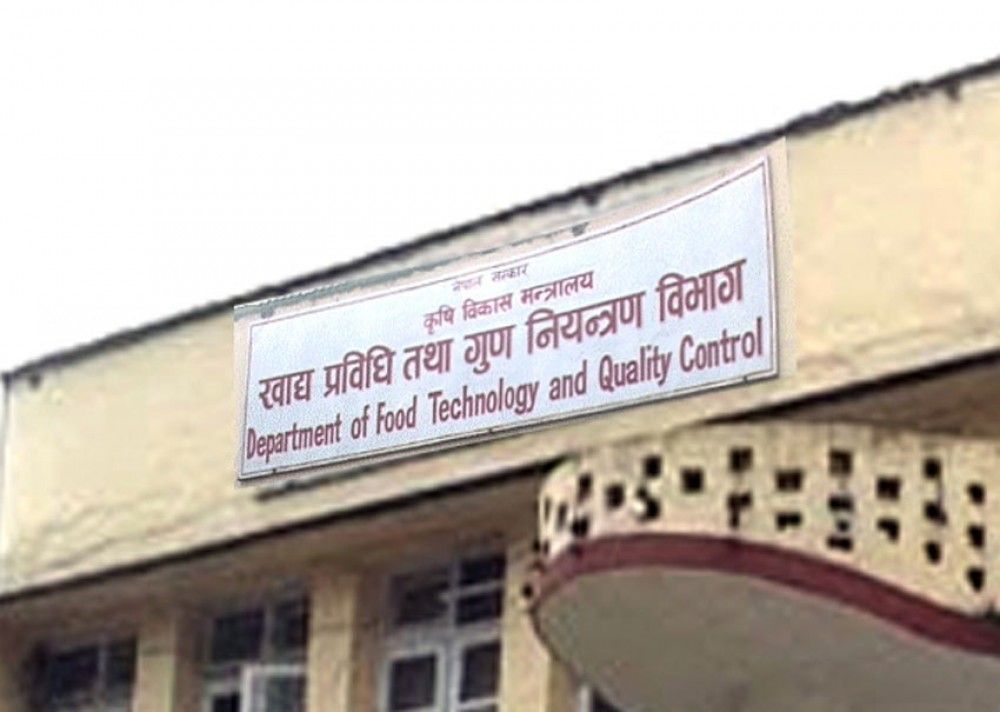 नेपाल सरकार
कृषि विकास मन्त्रालय
खाद्य प्रविधि तथा गुण नियन्त्रण विभाग
Department of Food Technology and Quality Control